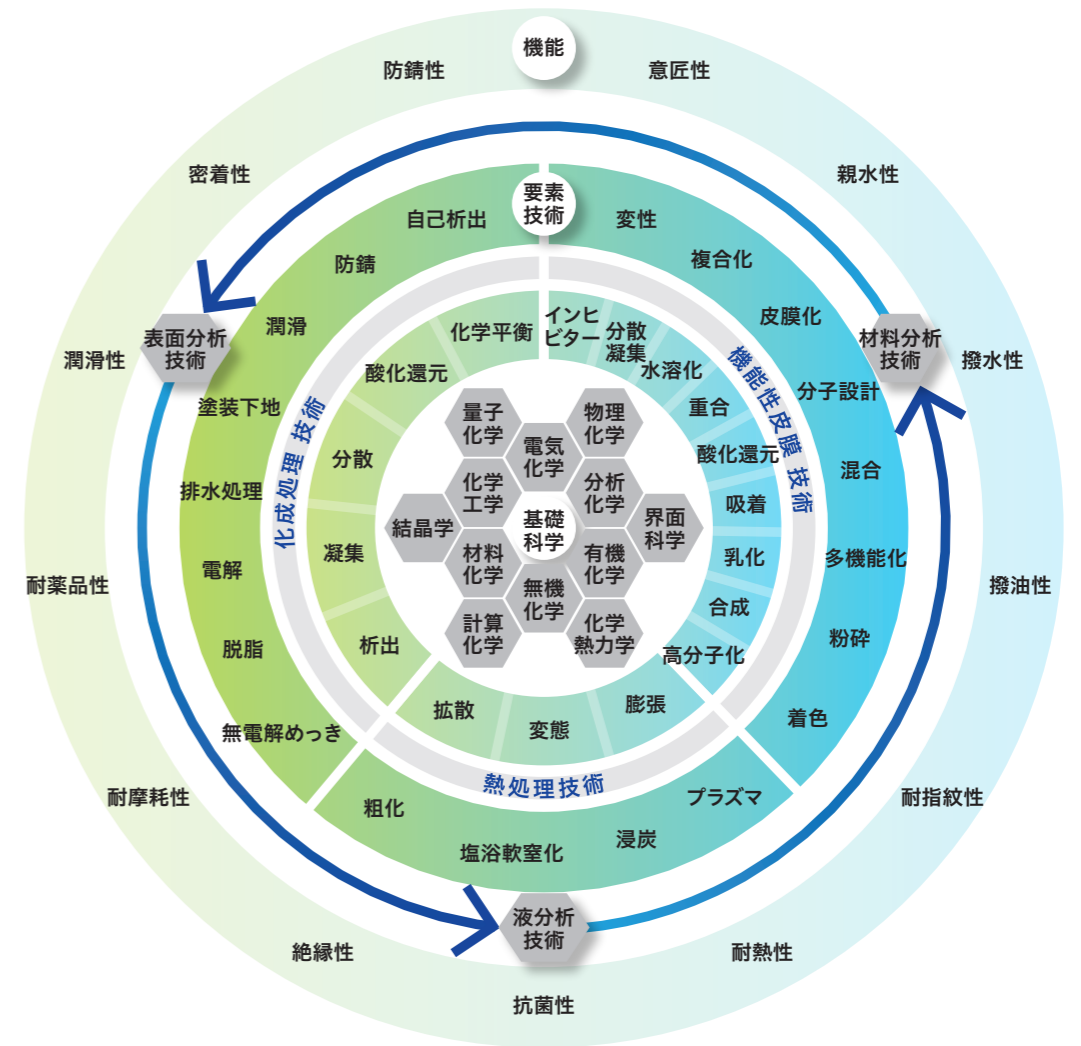 機能
防錆性
意匠性
密着性
親水性
潤滑性
撥水性
耐薬品性
撥油性
耐摩耗性
耐指紋性
絶縁性
耐熱性
抗菌性
表面分析
技術
材料分析
技術
液分析
技術
要素
技術
自己析出
防錆
潤滑
塗装下地
排水処理
電解
脱脂
無電解めっき
変性
複合化
皮膜化
分子設計
混合
多機能化
粉砕
着色
粗化
塩浴軟窒化
浸炭
プラズマ
化成処理 技術
機能性皮膜 技術
熱処理技術
化学平衡
酸化還元
分散
凝集
析出
インヒ
ビター
分散
凝集
水溶化
重合
酸化還元
吸着
乳化
合成
高分子化
拡散
変態
膨張
量子
化学
物理
化学
電気
化学
化学
工学
分析
化学
結晶学
基礎
科学
界面
科学
材料
化学
有機
化学
無機
化学
計算
化学
化学
熱力学